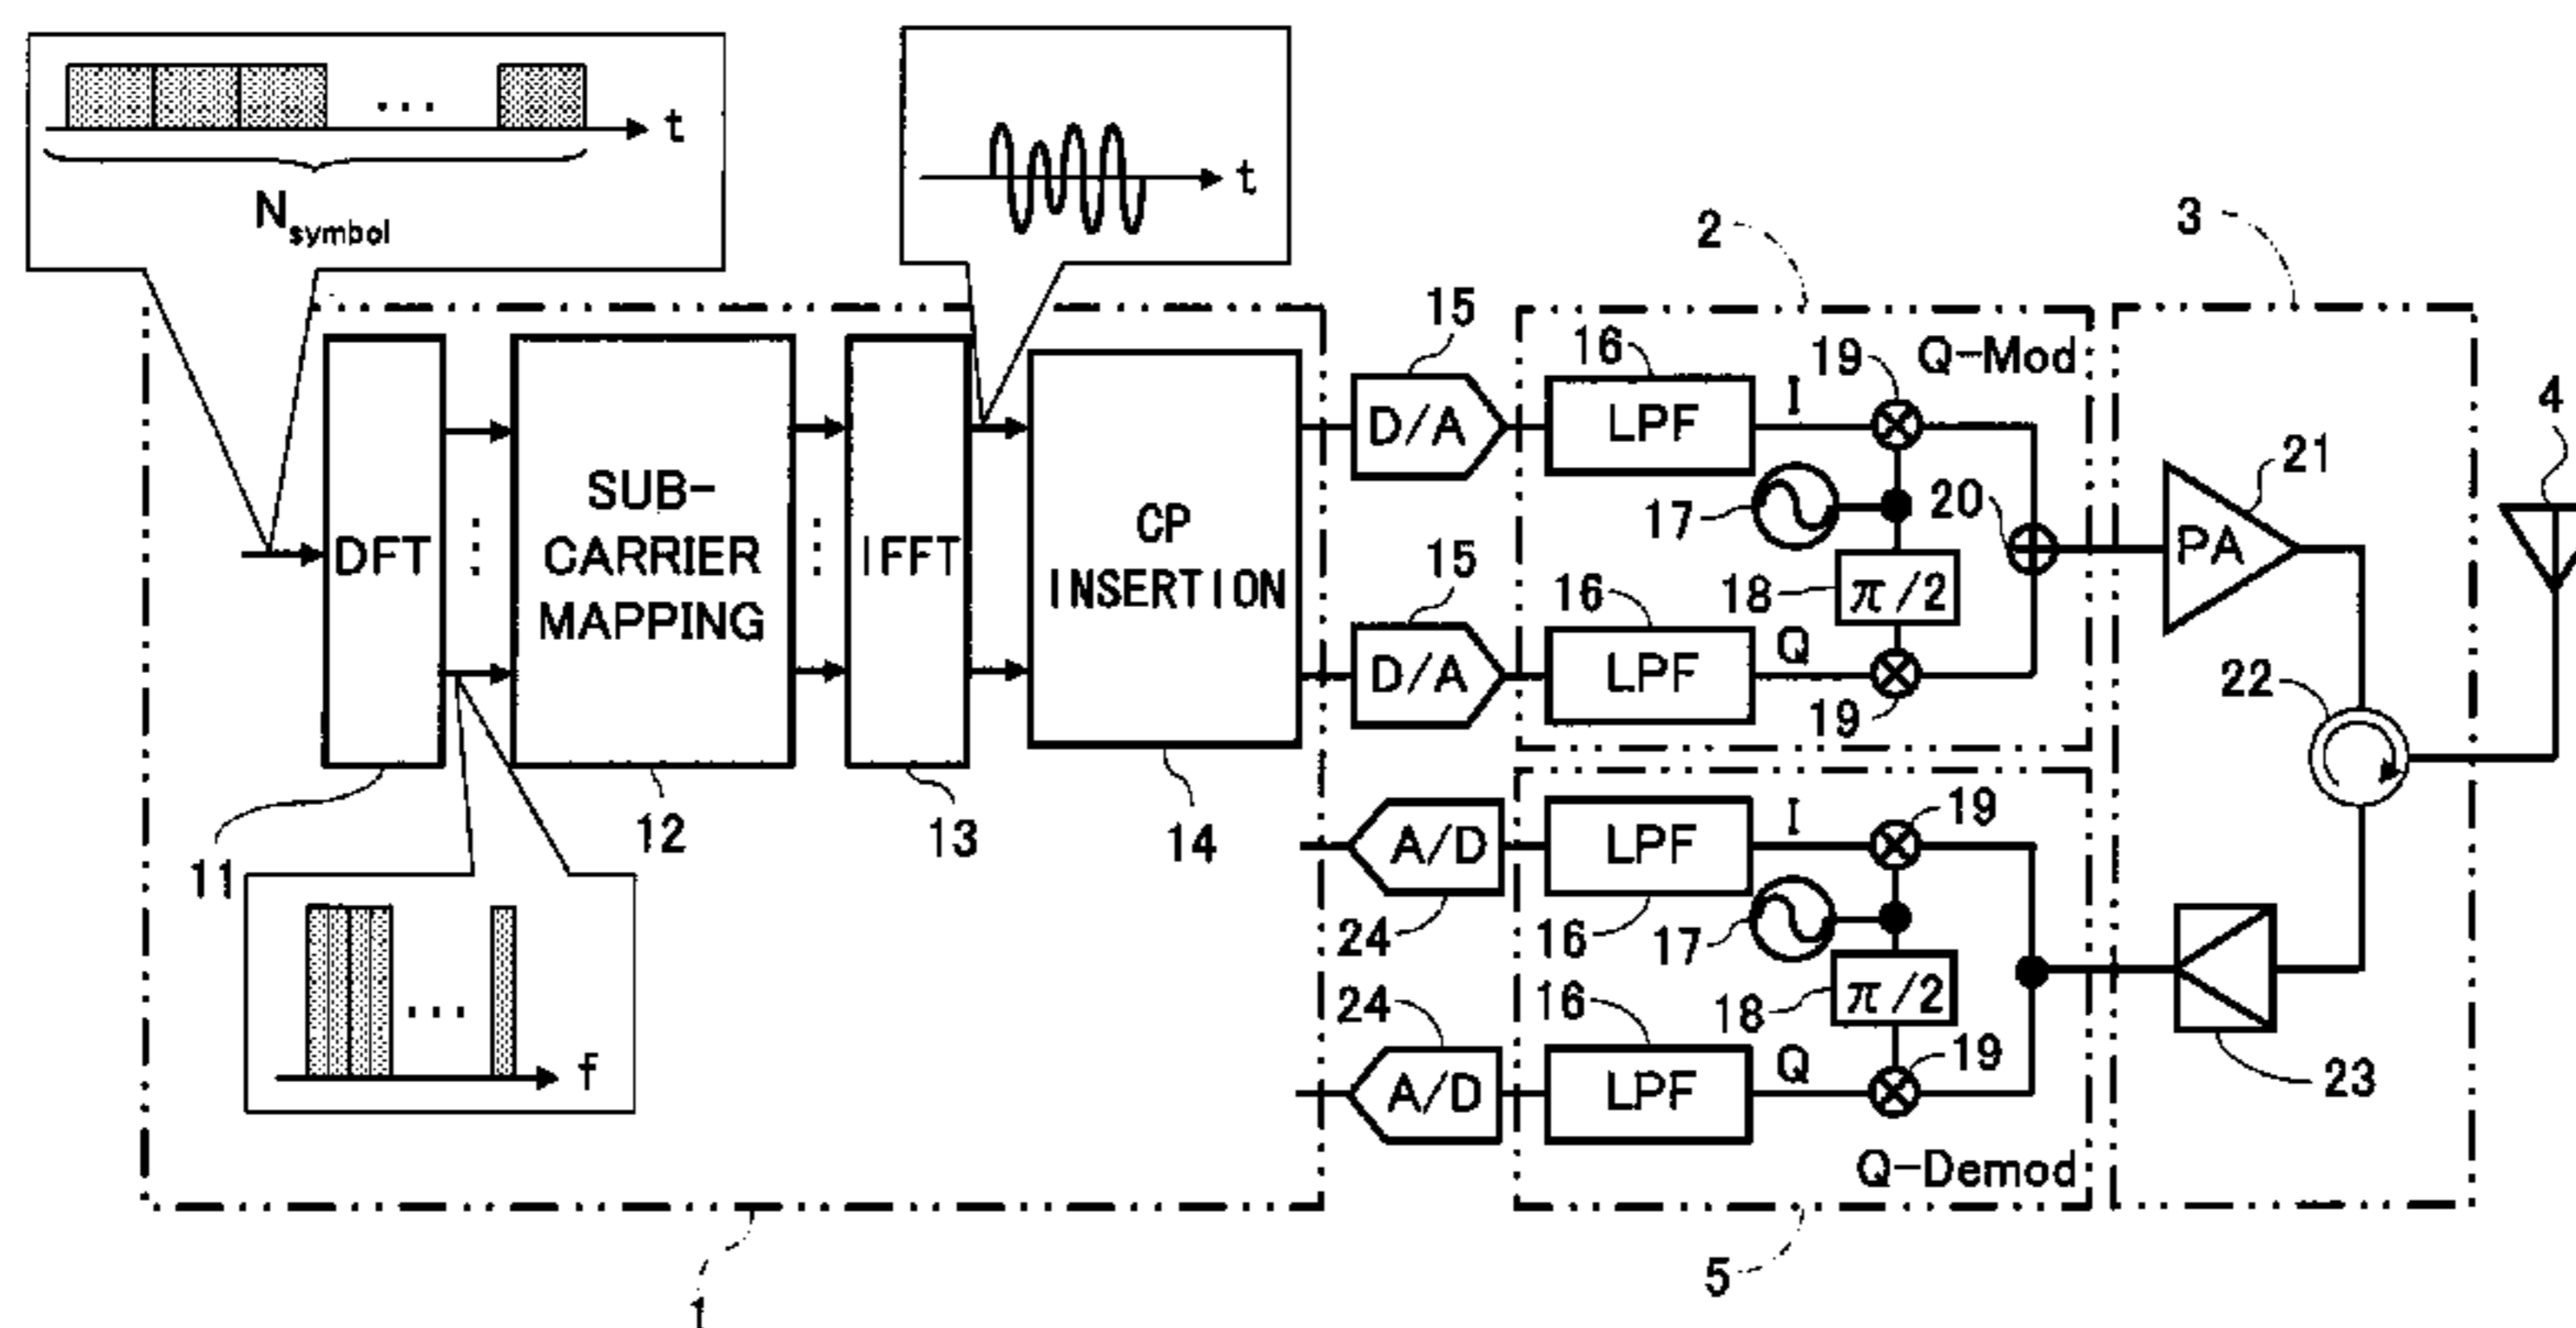 t
N symbol
t
2
3
15
16
19
Q-Mod
4
D/A
LPF
I
21
SUB-
CARRIER
MAPPING
CP
INSERTION
17
20
DFT
IFFT
PA
15
16
18
π/2
D/A
LPF
Q
22
19
11
12
13
14
A/D
LPF
I
19
24
16
17
24
16
18
π/2
f
A/D
LPF
Q
19
23
Q-Demod
1
5